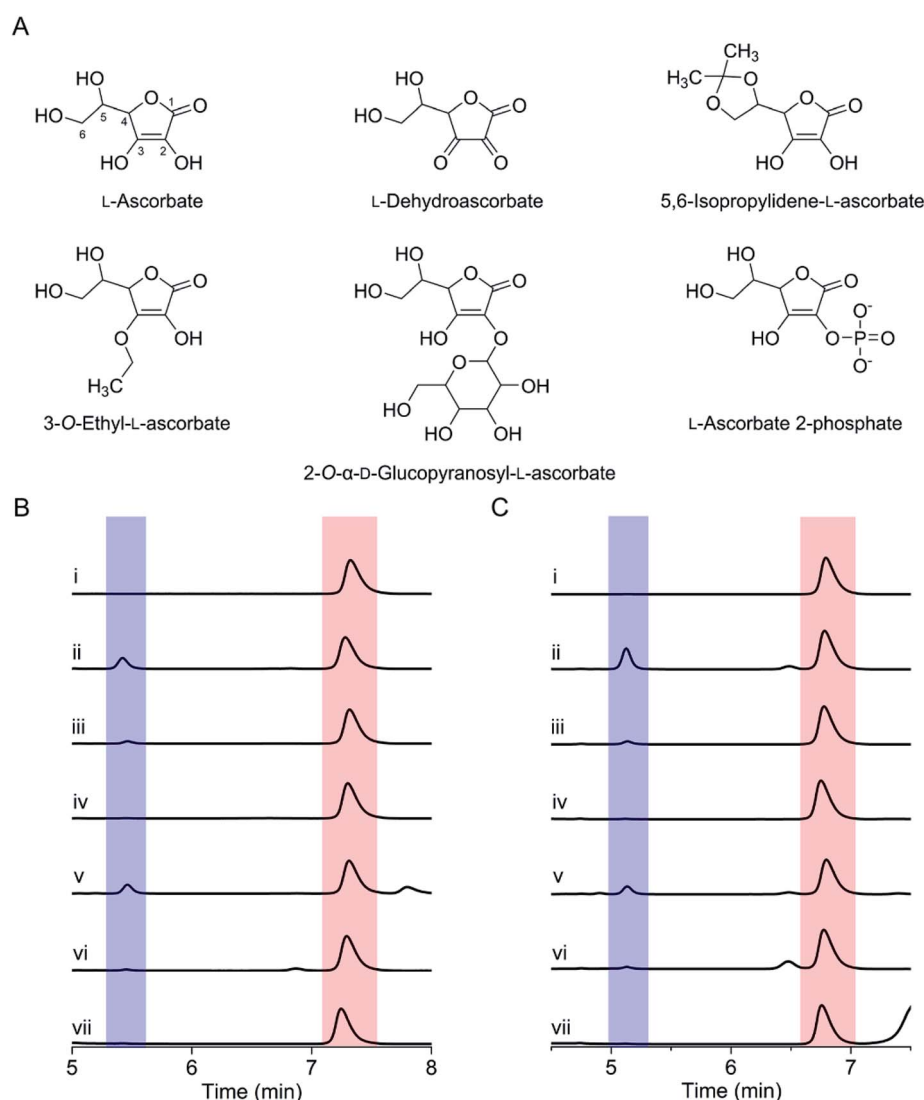 A
HO
HO
O
O
1
2
3
4
5
6
HO
OH
L-Ascorbate
HO
HO
O
O
O
O
L-Dehydroascorbate
CH₃
H₃C
O
O
O
O
HO
OH
5,6-Isopropylidene-L-ascorbate
HO
HO
O
O
O
OH
H₃C
3-O-Ethyl-L-ascorbate
HO
HO
O
O
HO
O
O
OH
HO
HO
OH
2-O-α-D-Glucopyranosyl-L-ascorbate
HO
HO
O
O
HO
O
O⁻
P
O
O⁻
L-Ascorbate 2-phosphate
B
i
ii
iii
iv
v
vi
vii
5 6 7 8
Time (min)
C
i
ii
iii
iv
v
vi
vii
5 6 7
Time (min)